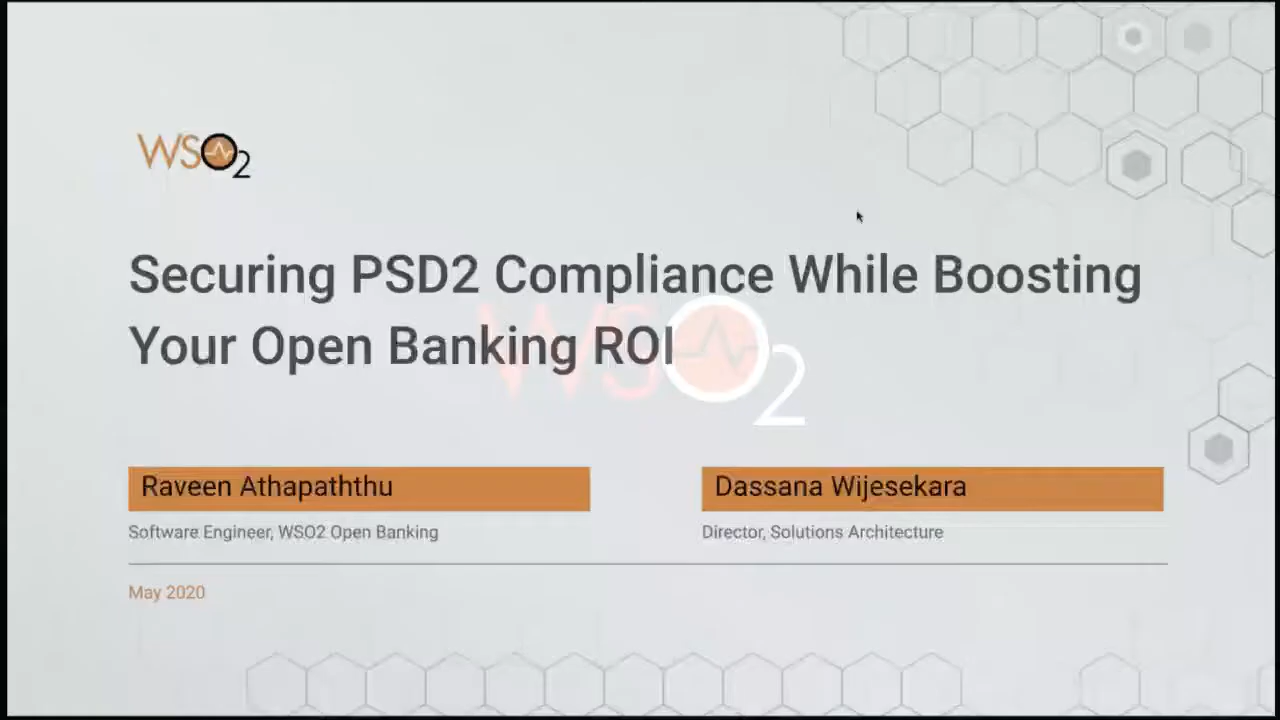 WSO2
Securing PSD2 Compliance While Boosting
Your Open Banking ROI
WSO2
Raveen Athapaththu
Dassana Wijesekara
Software Engineer, WSO2 Open Banking
Director, Solutions Architecture
May 2020